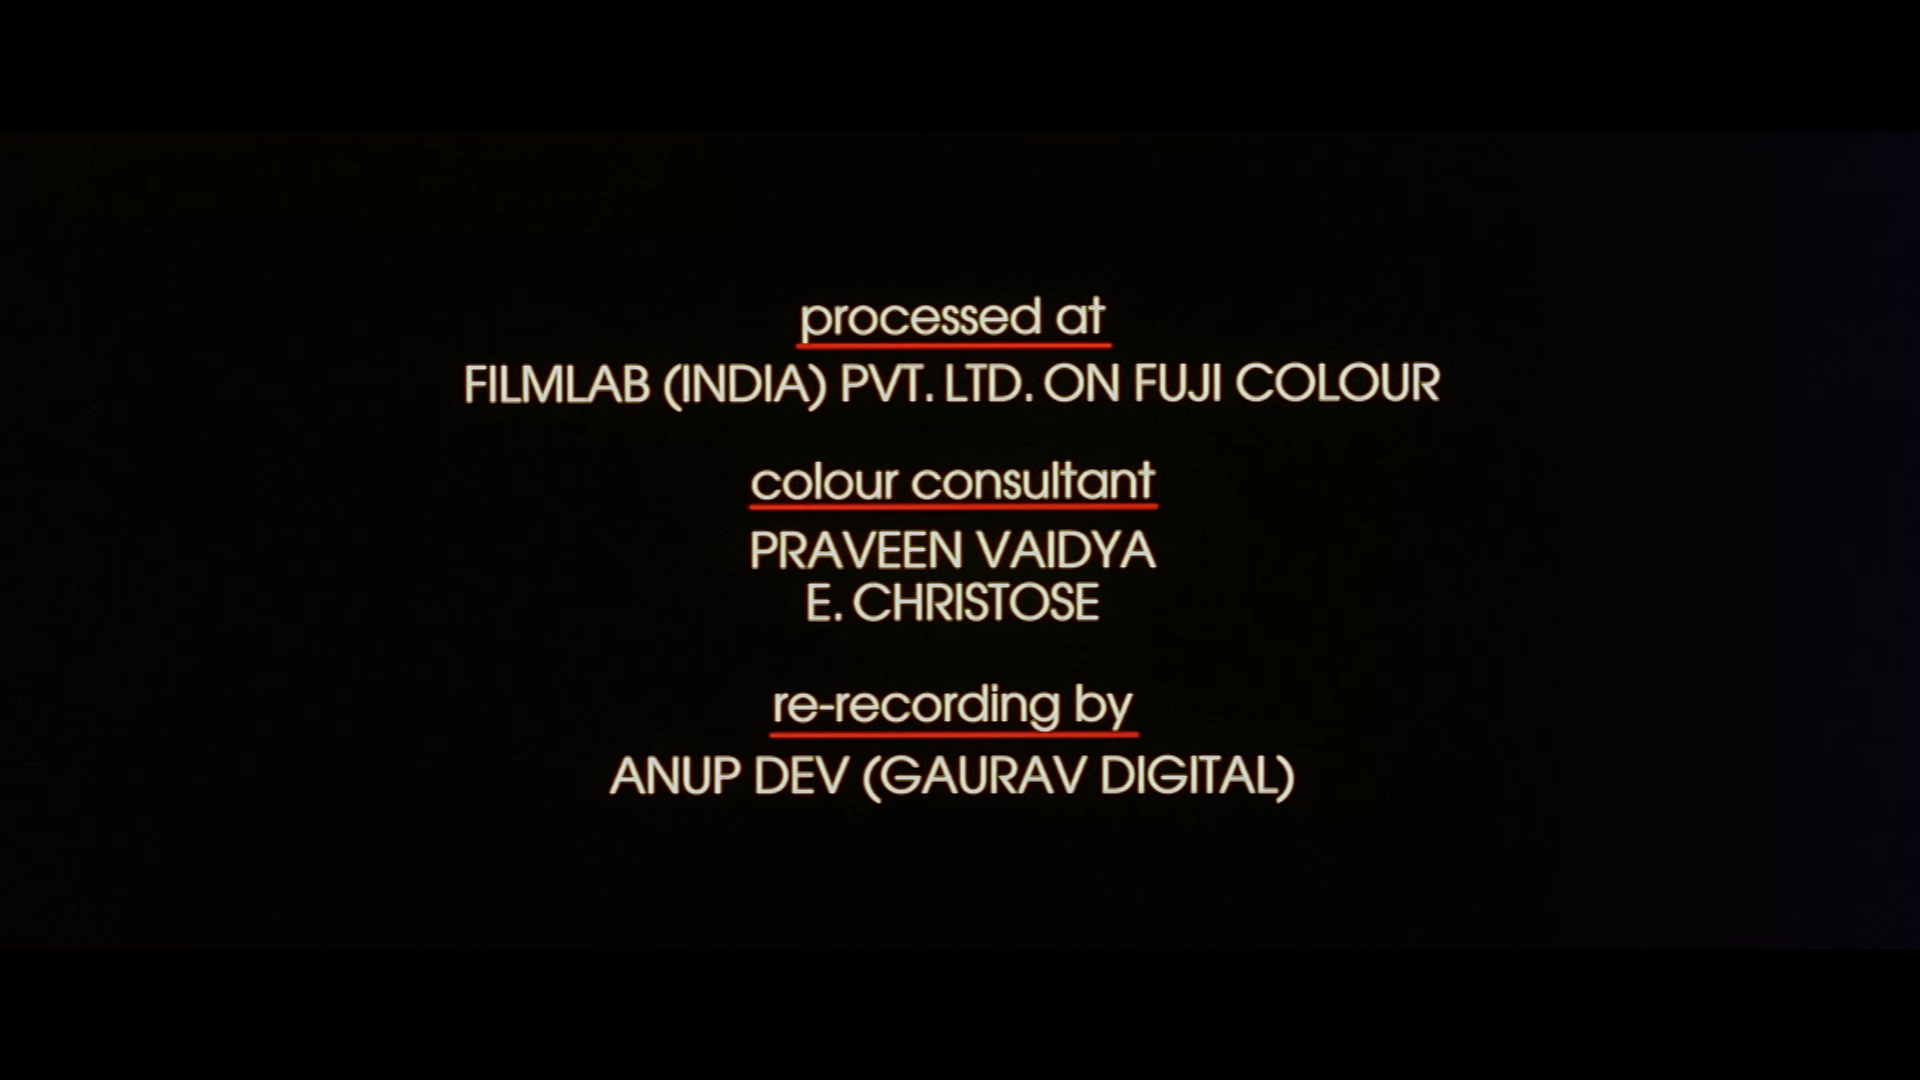 processed at
FILMLAB (INDIA) PVT. LTD. ON FUJI COLOUR
colour consultant
PRAVEEN VAIDYA
E. CHRISTOSE
re-recording by
ANUP DEV (GAURAV DIGITAL)